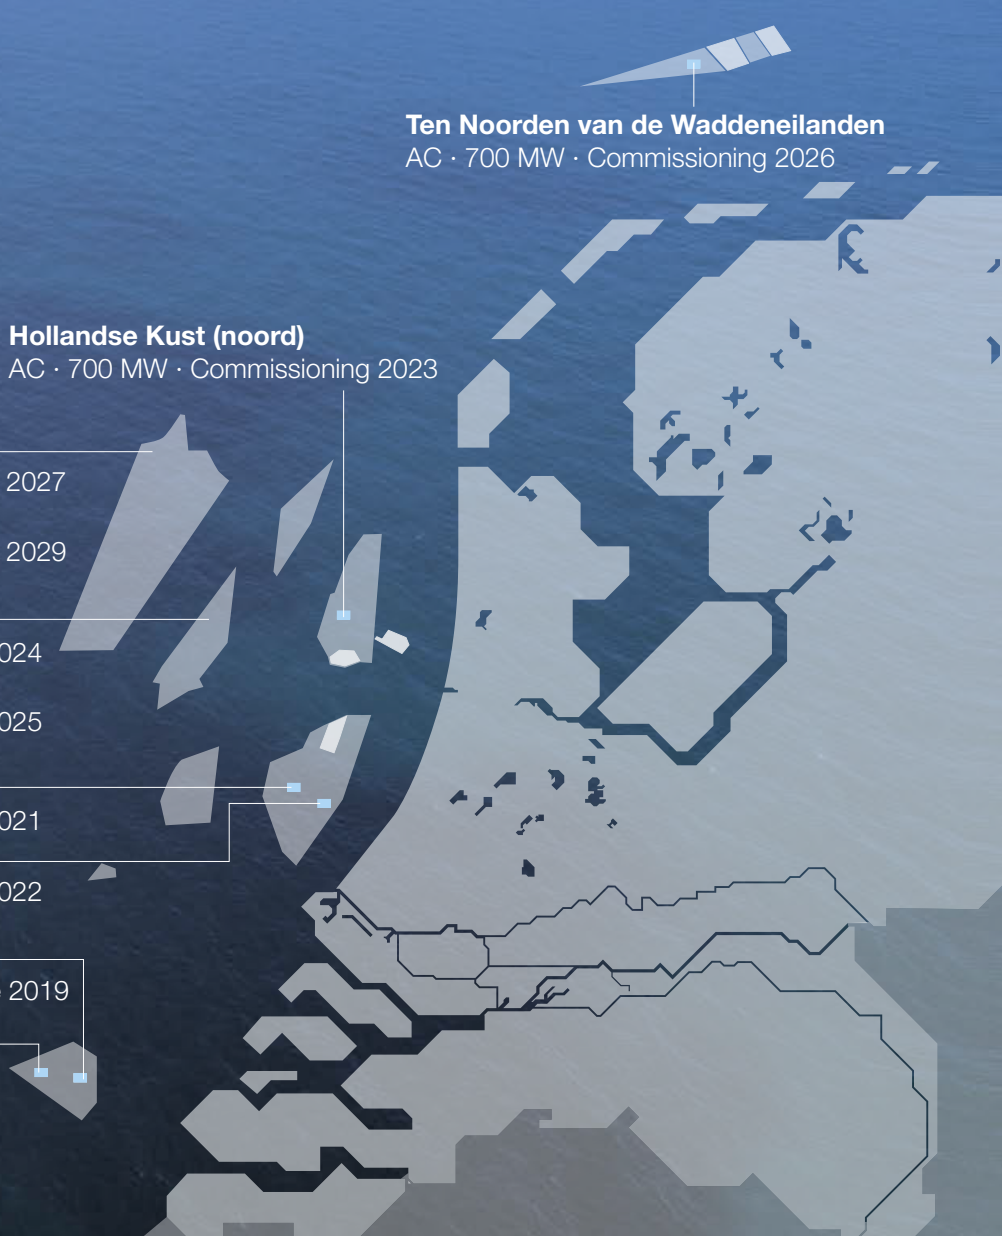 Ten Noorden van de Waddeneilanden
AC · 700 MW · Commissioning 2026
Hollandse Kust (noord)
AC · 700 MW · Commissioning 2023
2027
2029
024
025
021
022
2019